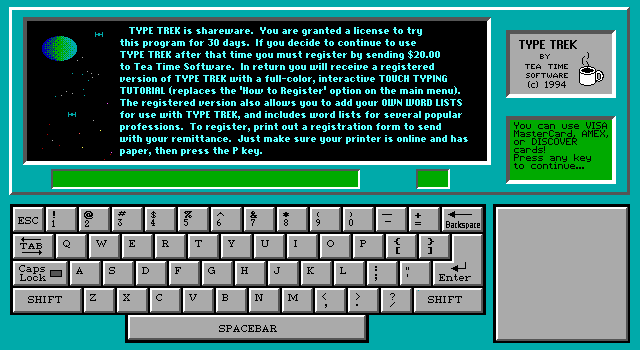 TYPE TREK is shareware.  You are granted a license to try
this program for 30 days.  If you decide to continue to use
TYPE TREK after that time you must register by sending $20.00
to Tea Time Software.  In return you will receive a registered
version of TYPE TREK with a full-color, interactive TOUCH TYPING
TUTORIAL (replaces the 'How to Register' option on the main menu).
The registered version also allows you to add your OWN WORD LISTS
for use with TYPE TREK, and includes word lists for several popular
professions.  To register, print out a registration form to send
with your remittance.  Just make sure your printer is online and has
paper, then press the P key.
TYPE TREK
BY
TEA TIME
SOFTWARE
(c) 1994
You can use VISA
MasterCard, AMEX,
or DISCOVER
cards!
Press any key
to continue...
ESC ! 1 @ 2 # 3 $ 4 % 5 ^ 6 & 7 * 8 ( 9 ) 0 — - + = Backspace
TAB Q W E R T Y U I O P { [ } ]
Caps Lock A S D F G H J K L : ; " ' Enter
SHIFT Z X C V B N M < , > . ? / SHIFT
SPACEBAR